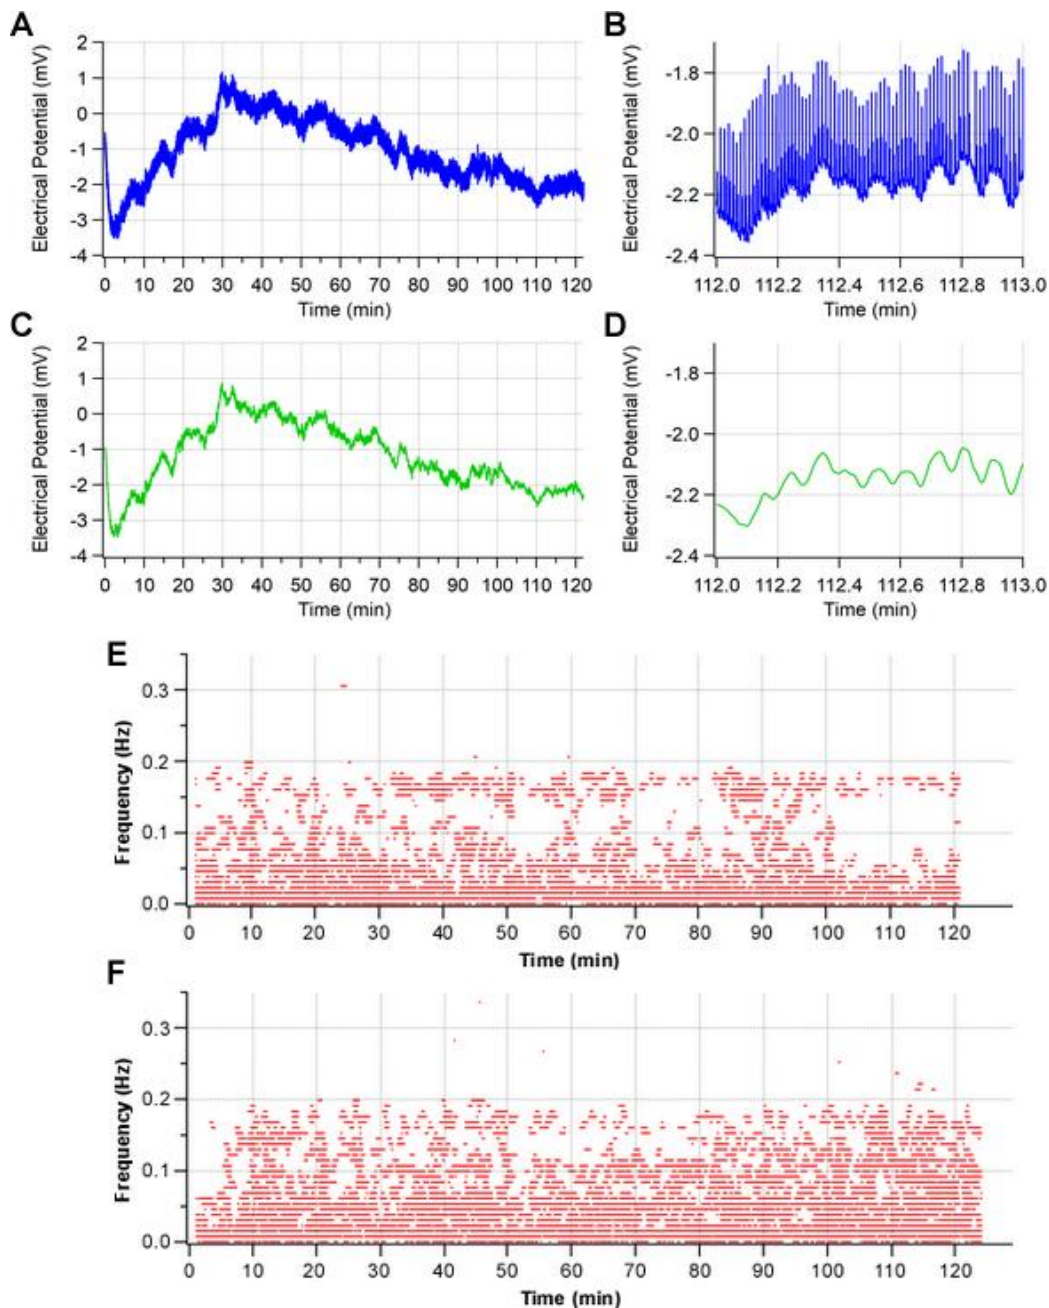 A
B
Electrical Potential (mV)
2
1
0
-1
-2
-3
-4
0 10 20 30 40 50 60 70 80 90 100 110 120
Time (min)
Electrical Potential (mV)
-1.8
-2.0
-2.2
-2.4
112.0 112.2 112.4 112.6 112.8 113.0
Time (min)
C
D
Electrical Potential (mV)
2
1
0
-1
-2
-3
-4
0 10 20 30 40 50 60 70 80 90 100 110 120
Time (min)
Electrical Potential (mV)
-1.8
-2.0
-2.2
-2.4
112.0 112.2 112.4 112.6 112.8 113.0
Time (min)
E
Frequency (Hz)
0.3
0.2
0.1
0.0
0 10 20 30 40 50 60 70 80 90 100 110 120
Time (min)
F
Frequency (Hz)
0.3
0.2
0.1
0.0
0 10 20 30 40 50 60 70 80 90 100 110 120
Time (min)